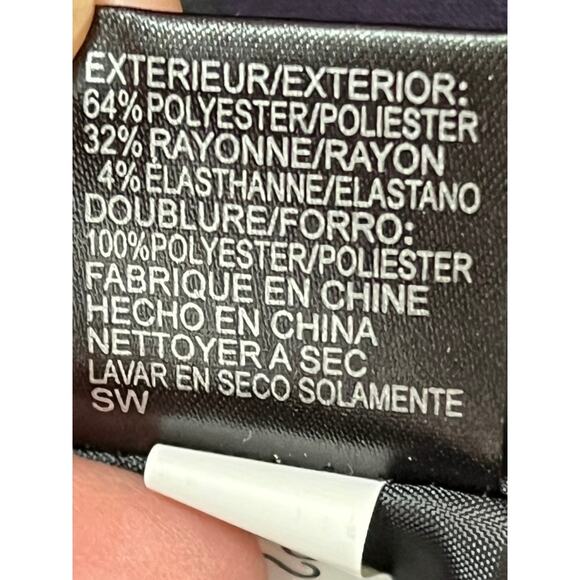 EXTERIEUR/EXTERIOR:
64% POLYESTER/POLIESTER
32% RAYONNE/RAYON
4% ELASTHANNE/ELASTANO
DOUBLURE/FORRO:
100% POLYESTER/POLIESTER
FABRIQUE EN CHINE
HECHO EN CHINA
NETTOYER A SEC
LAVAR EN SECO SOLAMENTE
SW